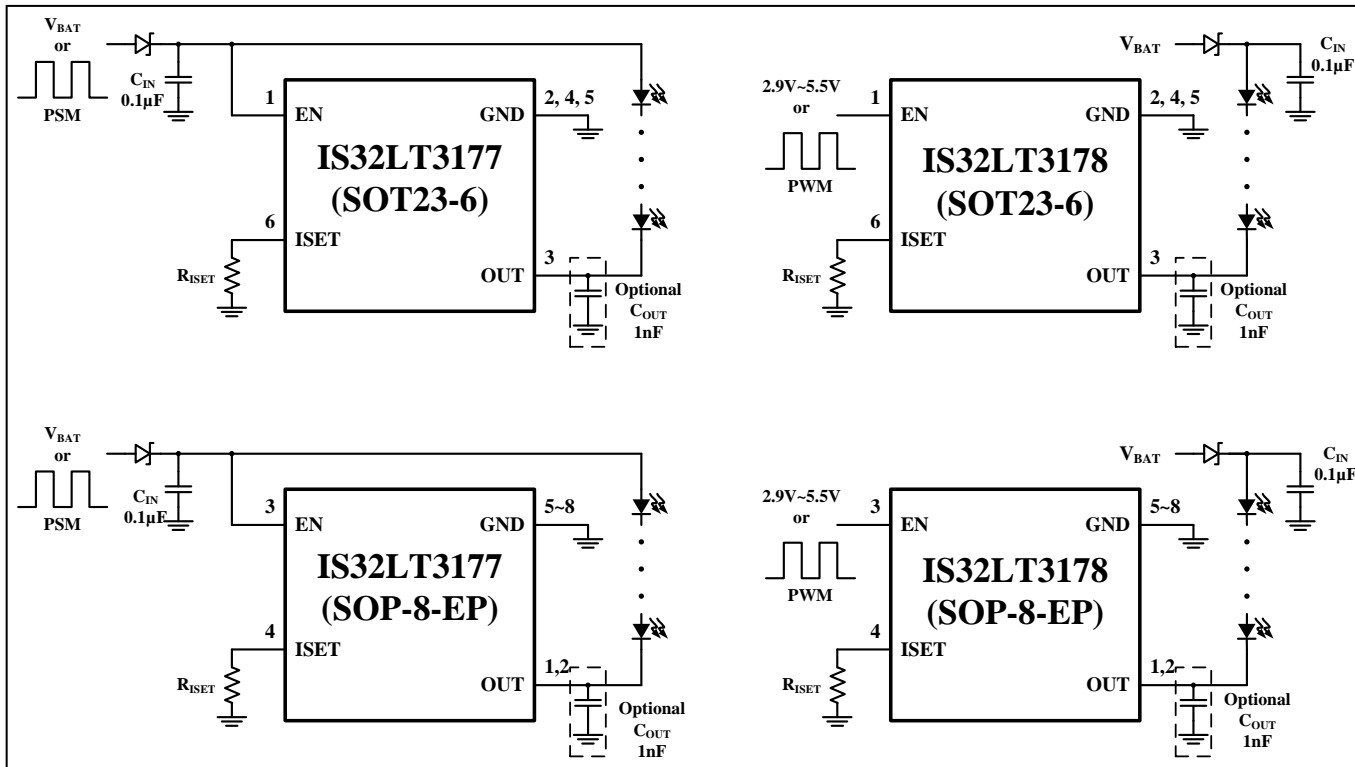 VBAT
or
PSM
CIN
0.1µF
1
EN
2, 4, 5
GND
IS32LT3177
(SOT23-6)
6
ISET
RISET
3
OUT
Optional
COUT
1nF
VBAT
CIN
0.1µF
2.9V~5.5V
or
PWM
1
EN
2, 4, 5
GND
IS32LT3178
(SOT23-6)
6
ISET
RISET
3
OUT
Optional
COUT
1nF
VBAT
or
PSM
CIN
0.1µF
3
EN
5~8
GND
IS32LT3177
(SOP-8-EP)
4
ISET
RISET
1,2
OUT
Optional
COUT
1nF
VBAT
CIN
0.1µF
2.9V~5.5V
or
PWM
3
EN
5~8
GND
IS32LT3178
(SOP-8-EP)
4
ISET
RISET
1,2
OUT
Optional
COUT
1nF